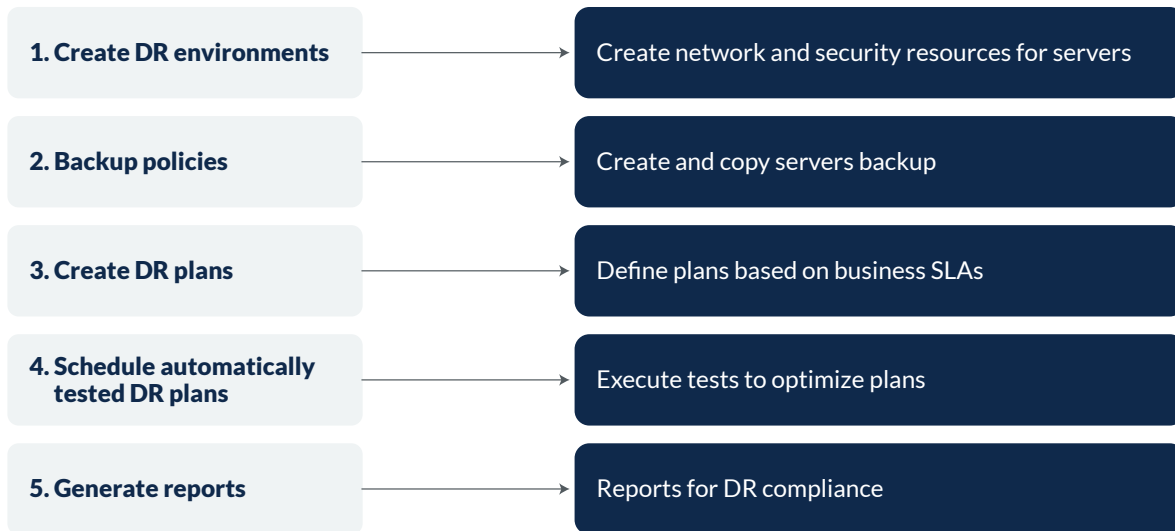 1. Create DR environments
Create network and security resources for servers
2. Backup policies
Create and copy servers backup
3. Create DR plans
Define plans based on business SLAs
4. Schedule automatically
tested DR plans
Execute tests to optimize plans
5. Generate reports
Reports for DR compliance